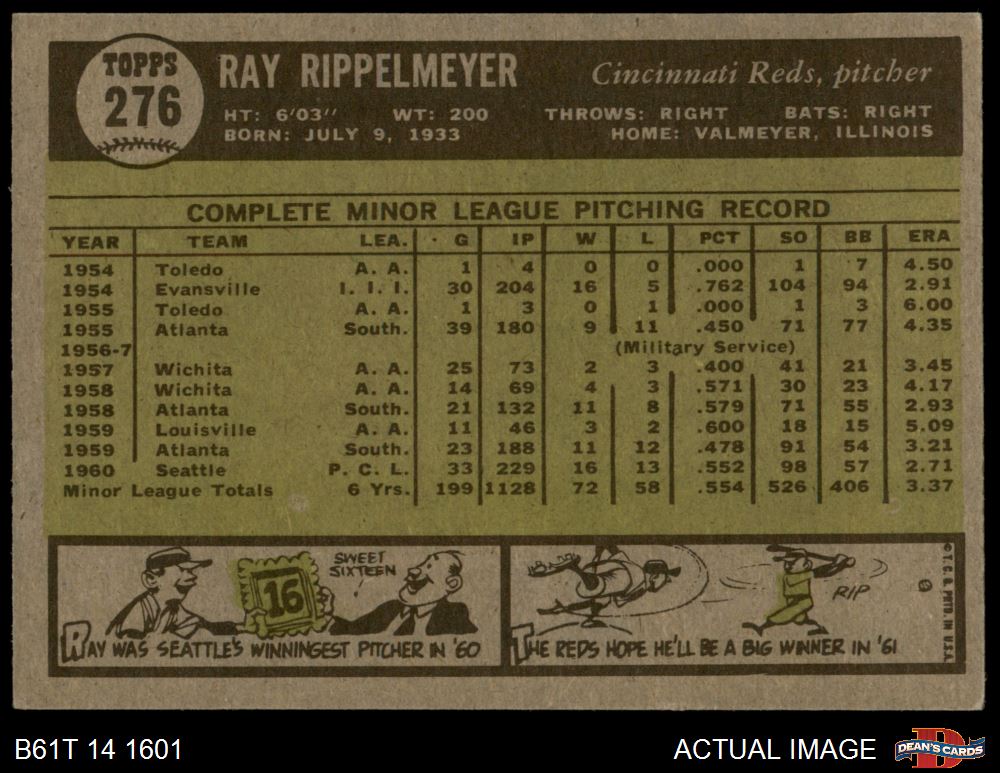 TOPPS
276
RAY RIPPELMEYER
Cincinnati Reds, pitcher
HT: 6'03" WT: 200 THROWS: RIGHT BATS: RIGHT
BORN: JULY 9, 1933 HOME: VALMEYER, ILLINOIS
COMPLETE MINOR LEAGUE PITCHING RECORD
YEAR TEAM LEA. G IP W L PCT SO BB ERA
1954 Toledo A. A. 1 4 0 0 .000 1 7 4.50
1954 Evansville I. I. I. 30 204 16 5 .762 104 94 2.91
1955 Toledo A. A. 1 3 0 1 .000 1 3 6.00
1955 Atlanta South. 39 180 9 11 .450 71 77 4.35
1956-7 (Military Service)
1957 Wichita A. A. 25 73 2 3 .400 41 21 3.45
1958 Wichita A. A. 14 69 4 3 .571 30 23 4.17
1958 Atlanta South. 21 132 11 8 .579 71 55 2.93
1959 Louisville A. A. 11 46 3 2 .600 18 15 5.09
1959 Atlanta South. 23 188 11 12 .478 91 54 3.21
1960 Seattle P. C. L. 33 229 16 13 .552 98 57 2.71
Minor League Totals 6 Yrs. 199 1128 72 58 .554 526 406 3.37
SWEET
SIXTEEN
16
RAY WAS SEATTLE'S WINNINGEST PITCHER IN '60
RIP
THE REDS HOPE HE'LL BE A BIG WINNER IN '61
© T. C. G. PRTD. IN U.S.A.
B61T 14 1601
ACTUAL IMAGE
D
DEAN'S CARDS